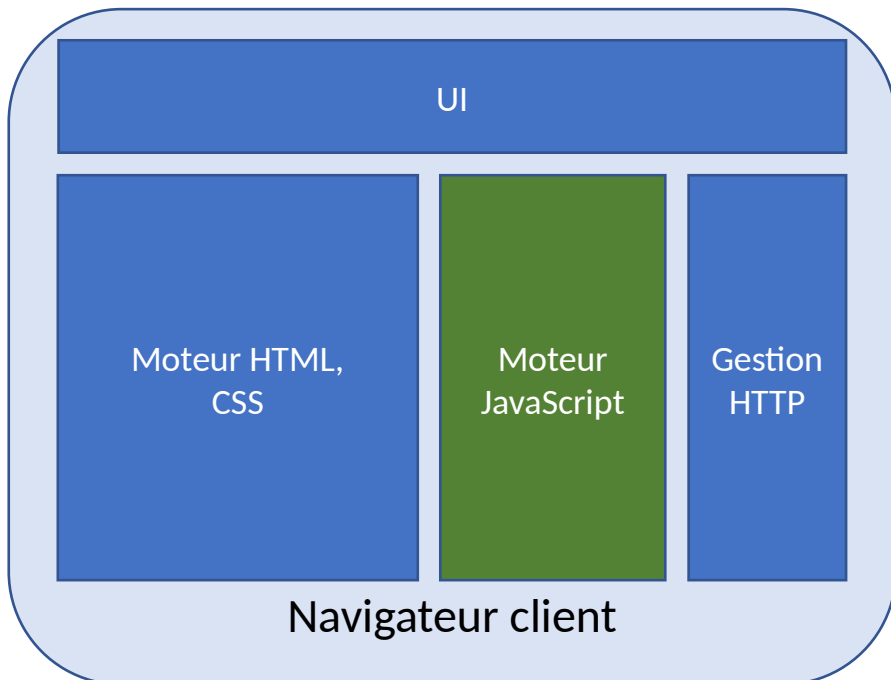 UI
Moteur HTML,
CSS
Moteur
JavaScript
Gestion
HTTP
Navigateur client